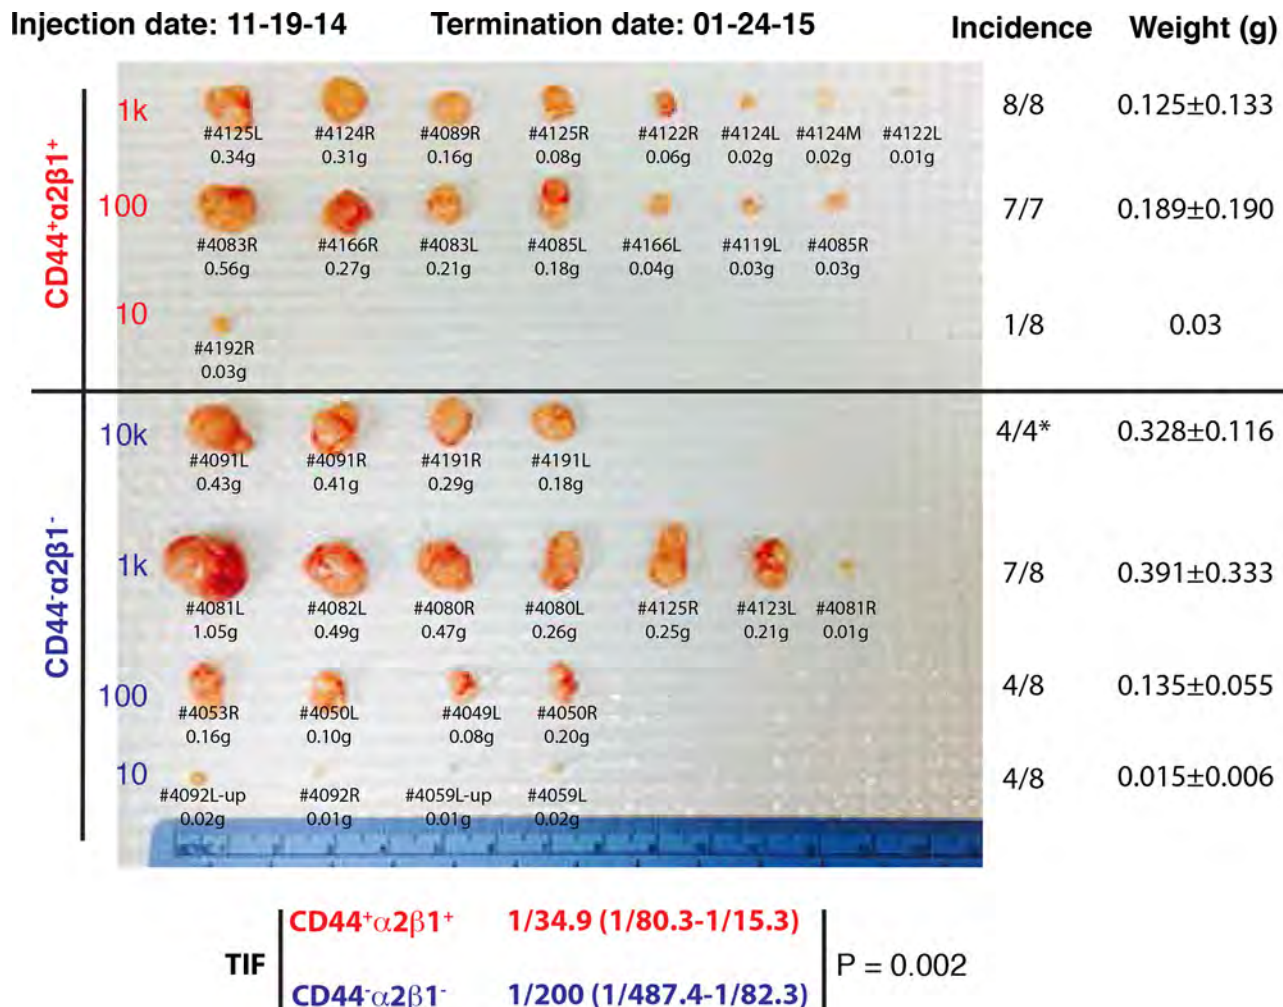 Injection date: 11-19-14 Termination date: 01-24-15 Incidence Weight (g)
CD44⁺α2β1⁺
1k
#4125L #4124R #4089R #4125R #4122R #4124L #4124M #4122L
0.34g 0.31g 0.16g 0.08g 0.06g 0.02g 0.02g 0.01g
8/8 0.125±0.133
100
#4083R #4166R #4083L #4085L #4166L #4119L #4085R
0.56g 0.27g 0.21g 0.18g 0.04g 0.03g 0.03g
7/7 0.189±0.190
10
#4192R
0.03g
1/8 0.03
CD44⁻α2β1⁻
10k
#4091L #4091R #4191R #4191L
0.43g 0.41g 0.29g 0.18g
4/4* 0.328±0.116
1k
#4081L #4082L #4080R #4080L #4125R #4123L #4081R
1.05g 0.49g 0.47g 0.26g 0.25g 0.21g 0.01g
7/8 0.391±0.333
100
#4053R #4050L #4049L #4050R
0.16g 0.10g 0.08g 0.20g
4/8 0.135±0.055
10
#4092L-up #4092R #4059L-up #4059L
0.02g 0.01g 0.01g 0.02g
4/8 0.015±0.006
TIF
CD44⁺α2β1⁺ 1/34.9 (1/80.3-1/15.3)
CD44⁻α2β1⁻ 1/200 (1/487.4-1/82.3)
P = 0.002